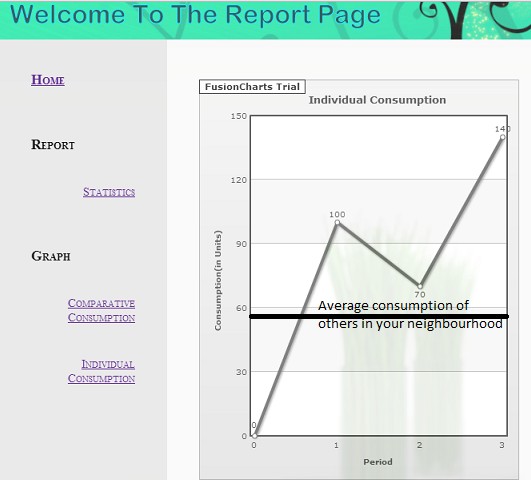 Welcome To The Report Page
Home
Report
Statistics
Graph
Comparative
Consumption
Individual
Consumption
FusionCharts Trial
Individual Consumption
Consumption(in Units)
150
120
90
60
30
0
0
100
70
140
Average consumption of
others in your neighbourhood
0 1 2 3
Period